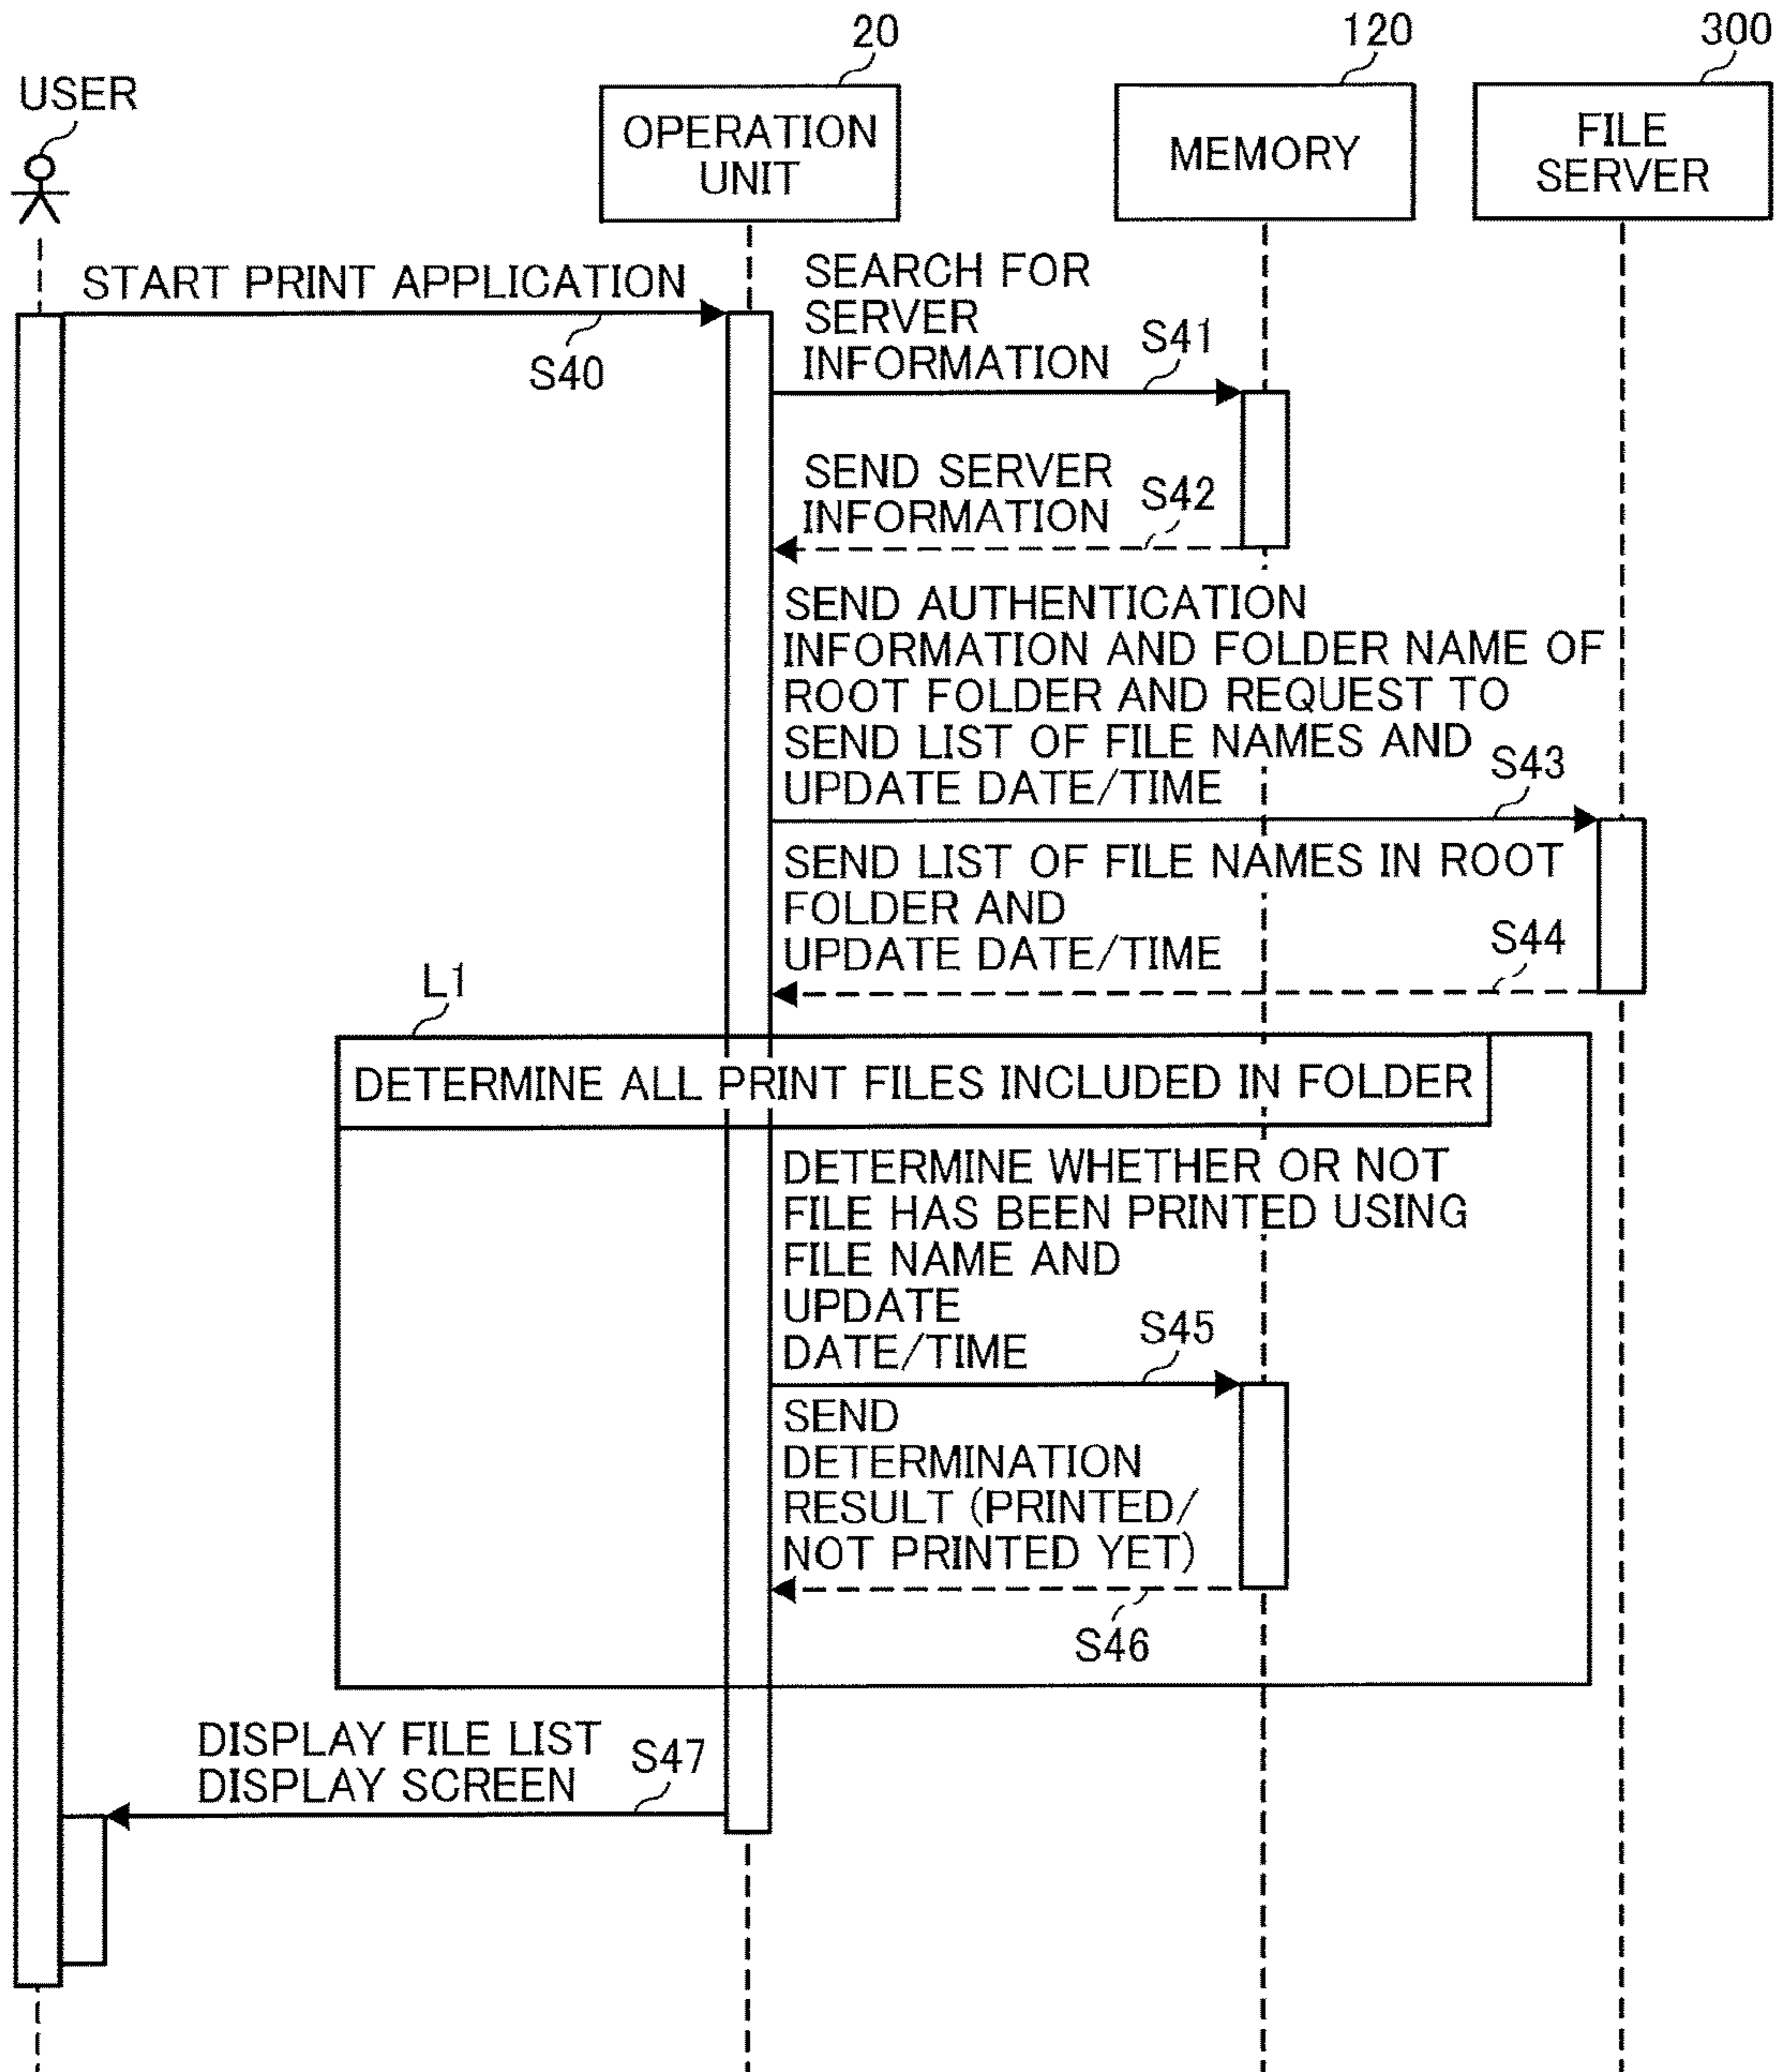 20
120
300
USER
OPERATION
UNIT
MEMORY
FILE
SERVER
START PRINT APPLICATION
S40
SEARCH FOR
SERVER
INFORMATION
S41
SEND SERVER
INFORMATION
S42
SEND AUTHENTICATION
INFORMATION AND FOLDER NAME OF
ROOT FOLDER AND REQUEST TO
SEND LIST OF FILE NAMES AND
UPDATE DATE/TIME
S43
SEND LIST OF FILE NAMES IN ROOT
FOLDER AND
UPDATE DATE/TIME
S44
L1
DETERMINE ALL PRINT FILES INCLUDED IN FOLDER
DETERMINE WHETHER OR NOT
FILE HAS BEEN PRINTED USING
FILE NAME AND
UPDATE
DATE/TIME
S45
SEND
DETERMINATION
RESULT (PRINTED/
NOT PRINTED YET)
S46
DISPLAY FILE LIST
DISPLAY SCREEN
S47